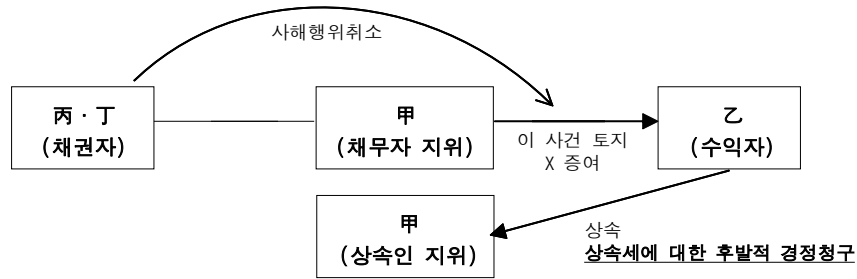 사해행위취소
丙·丁
(채권자)
甲
(채무자 지위)
이 사건 토지
X 증여
乙
(수익자)
甲
(상속인 지위)
상속
상속세에 대한 후발적 경정청구